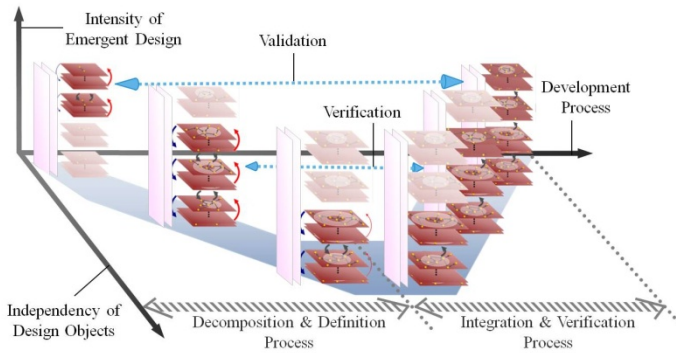 Intensity of
Emergent Design
Validation
Development
Process
Verification
Independency of
Design Objects
Decomposition & Definition
Process
Integration & Verification
Process